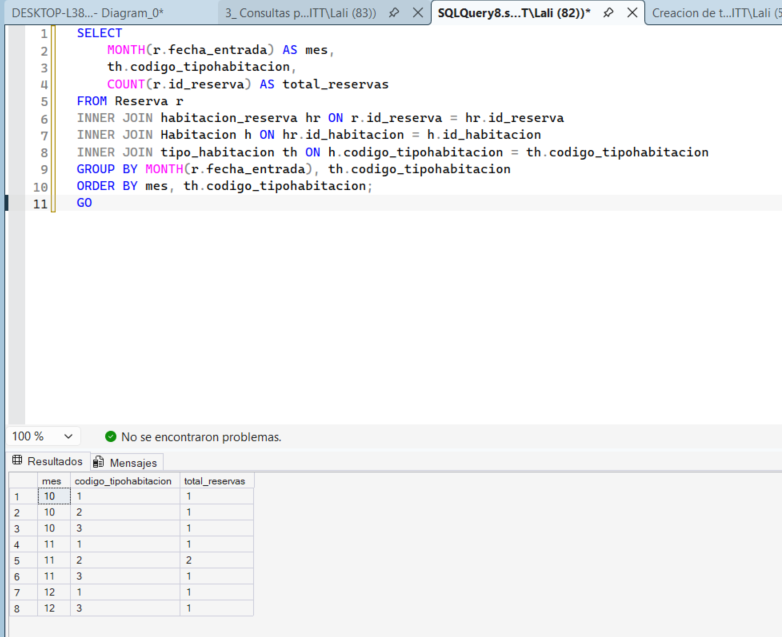 DESKTOP-L38...- Diagram_0*
3_ Consultas p...ITT\Lali (83))
SQLQuery8.s...T\Lali (82))*
Creacion de t...ITT\Lali (5
1 SELECT
2 MONTH(r.fecha_entrada) AS mes,
3 th.codigo_tipohabitacion,
4 COUNT(r.id_reserva) AS total_reservas
5 FROM Reserva r
6 INNER JOIN habitacion_reserva hr ON r.id_reserva = hr.id_reserva
7 INNER JOIN Habitacion h ON hr.id_habitacion = h.id_habitacion
8 INNER JOIN tipo_habitacion th ON h.codigo_tipohabitacion = th.codigo_tipohabitacion
9 GROUP BY MONTH(r.fecha_entrada), th.codigo_tipohabitacion
10 ORDER BY mes, th.codigo_tipohabitacion;
11 GO
100 %
No se encontraron problemas.
Resultados
Mensajes
mes codigo_tipohabitacion total_reservas
1 10 1 1
2 10 2 1
3 10 3 1
4 11 1 1
5 11 2 2
6 11 3 1
7 12 1 1
8 12 3 1